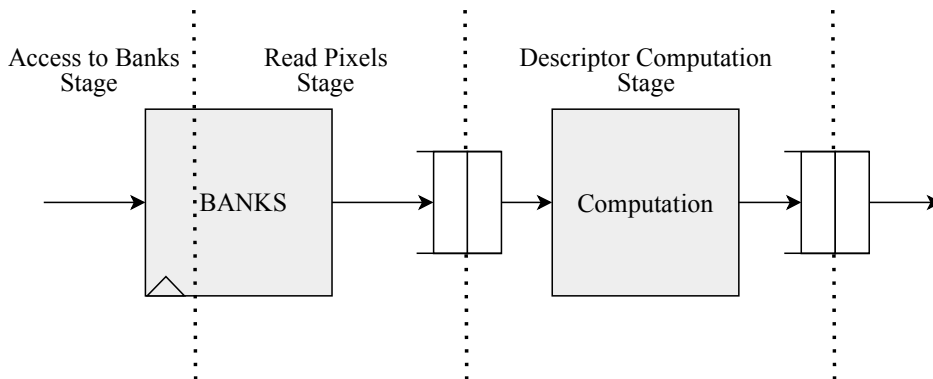 Access to Banks
Stage
Read Pixels
Stage
Descriptor Computation
Stage
BANKS
Computation